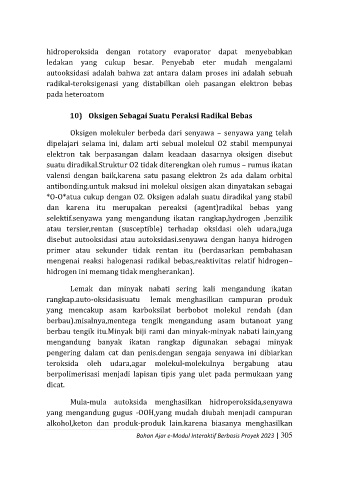 hidroperoksida dengan rotatory evaporator dapat menyebabkan
ledakan yang cukup besar. Penyebab eter mudah mengalami
autooksidasi adalah bahwa zat antara dalam proses ini adalah sebuah
radikal-teroksigenasi yang distabilkan oleh pasangan elektron bebas
pada heteroatom
10) Oksigen Sebagai Suatu Peraksi Radikal Bebas
Oksigen molekuler berbeda dari senyawa – senyawa yang telah
dipelajari selama ini, dalam arti sebual molekul O2 stabil mempunyai
elektron tak berpasangan dalam keadaan dasarnya oksigen disebut
suatu diradikal.Struktur O2 tidak diterengkan oleh rumus – rumus ikatan
valensi dengan baik,karena satu pasang elektron 2s ada dalam orbital
antibonding.untuk maksud ini molekul oksigen akan dinyatakan sebagai
*O-O*atua cukup dengan O2. Oksigen adalah suatu diradikal yang stabil
dan karena itu merupakan pereaksi (agent)radikal bebas yang
selektif.senyawa yang mengandung ikatan rangkap,hydrogen ,benzilik
atau tersier,rentan (susceptible) terhadap oksidasi oleh udara,juga
disebut autooksidasi atau autoksidasi.senyawa dengan hanya hidrogen
primer atau sekunder tidak rentan itu (berdasarkan pembahasan
mengenai reaksi halogenasi radikal bebas,reaktivitas relatif hidrogen–
hidrogen ini memang tidak mengherankan).
Lemak dan minyak nabati sering kali mengandung ikatan
rangkap.auto-oksidasisuatu lemak menghasilkan campuran produk
yang mencakup asam karboksilat berbobot molekul rendah (dan
berbau).misalnya,mentega tengik mengandung asam butanoat yang
berbau tengik itu.Minyak biji rami dan minyak-minyak nabati lain,yang
mengandung banyak ikatan rangkap digunakan sebagai minyak
pengering dalam cat dan penis.dengan sengaja senyawa ini dibiarkan
teroksida oleh udara,agar molekul-molekulnya bergabung atau
berpolimerisasi menjadi lapisan tipis yang ulet pada permukaan yang
dicat.
Mula-mula autoksida menghasilkan hidroperoksida,senyawa
yang mengandung gugus -OOH,yang mudah diubah menjadi campuran
alkohol,keton dan produk-produk lain.karena biasanya menghasilkan
Bahan Ajar e-Modul Interaktif Berbasis Proyek 2023 | 305